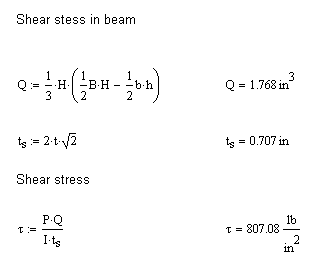 Shear stess in beam
Q := 1/3·H·(1/2·B·H − 1/2·b·h) Q = 1.768 in³
tₛ := 2·t·√2 tₛ = 0.707 in
Shear stress
τ := P·Q/I·tₛ τ = 807.08 lb/in²